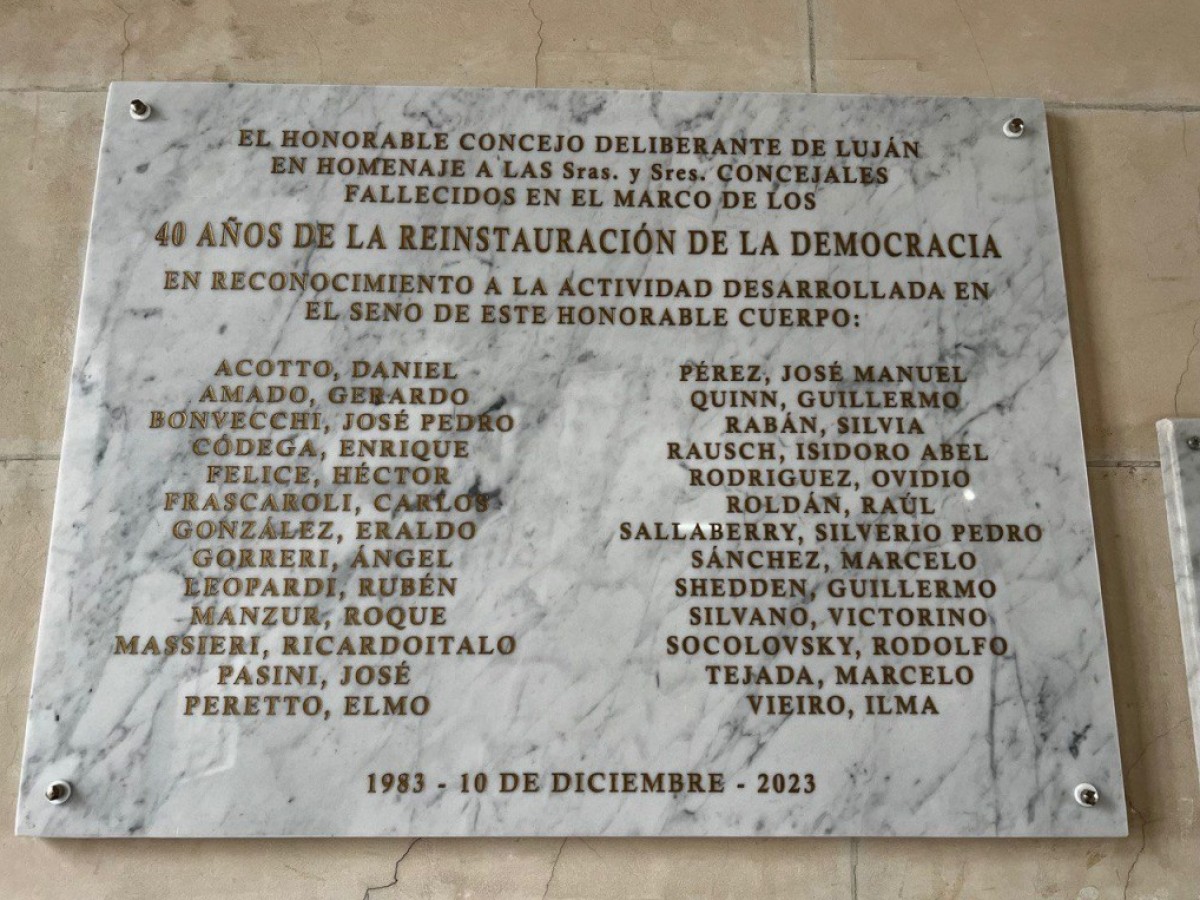 EL HONORABLE CONCEJO DELIBERANTE DE LUJÁN
EN HOMENAJE A LAS Sras. y Sres. CONCEJALES
FALLECIDOS EN EL MARCO DE LOS
40 AÑOS DE LA REINSTAURACIÓN DE LA DEMOCRACIA
EN RECONOCIMIENTO A LA ACTIVIDAD DESARROLLADA EN
EL SENO DE ESTE HONORABLE CUERPO:
ACOTTO, DANIEL
AMADO, GERARDO
BONVECCHI, JOSÉ PEDRO
CÓDEGA, ENRIQUE
FELICE, HÉCTOR
FRASCAROLI, CARLOS
GONZÁLEZ, ERALDO
GORRERI, ÁNGEL
LEOPARDI, RUBÉN
MANZUR, ROQUE
MASSIERI, RICARDOITALO
PASINI, JOSÉ
PERETTO, ELMO
PÉREZ, JOSÉ MANUEL
QUINN, GUILLERMO
RABÁN, SILVIA
RAUSCH, ISIDORO ABEL
RODRIGUEZ, OVIDIO
ROLDÁN, RAÚL
SALLABERRY, SILVERIO PEDRO
SÁNCHEZ, MARCELO
SHEDDEN, GUILLERMO
SILVANO, VICTORINO
SOCOLOVSKY, RODOLFO
TEJADA, MARCELO
VIEIRO, ILMA
1983 - 10 DE DICIEMBRE - 2023